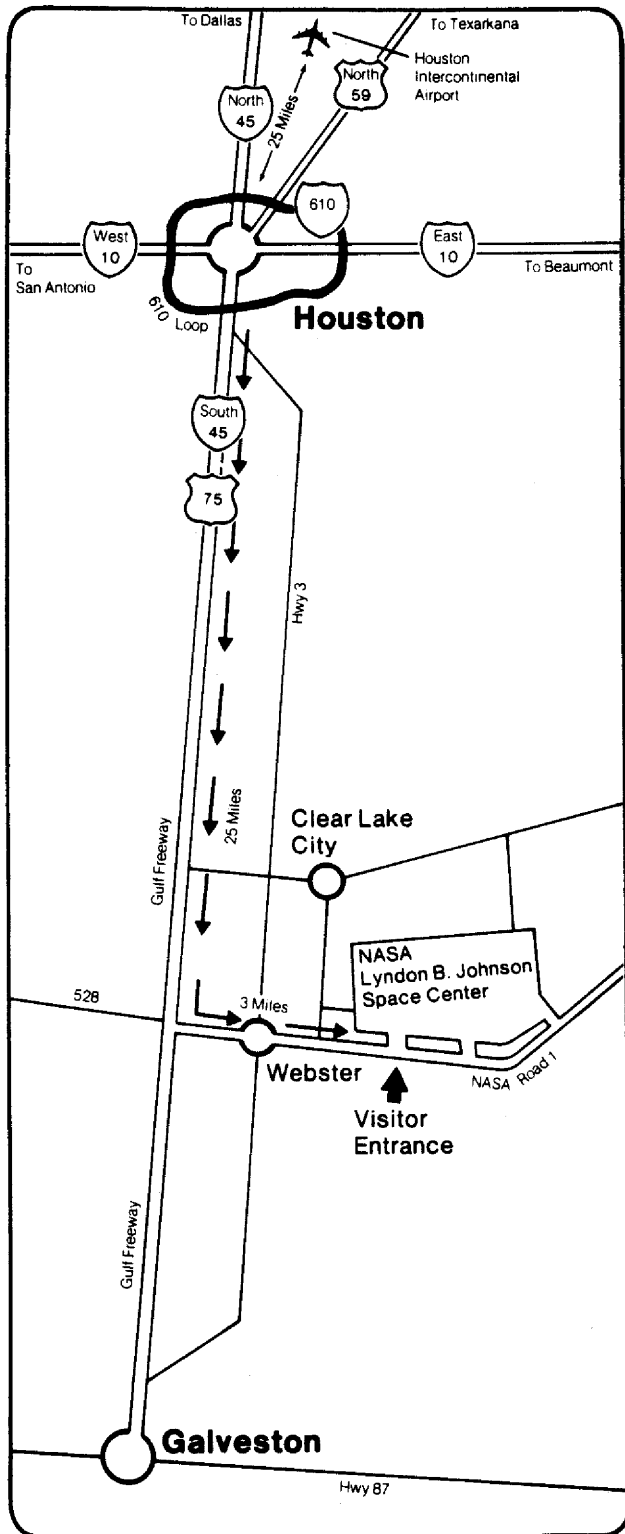 To Dallas
To Texarkana
Houston
Intercontinental
Airport
North
45
25 Miles
North
59
610
West
10
East
10
To
San Antonio
To Beaumont
610 Loop
Houston
South
45
75
Hwy 3
25 Miles
Gulf Freeway
Clear Lake
City
NASA
Lyndon B. Johnson
Space Center
528
3 Miles
Webster
NASA Road 1
Visitor
Entrance
Gulf Freeway
Galveston
Hwy 87